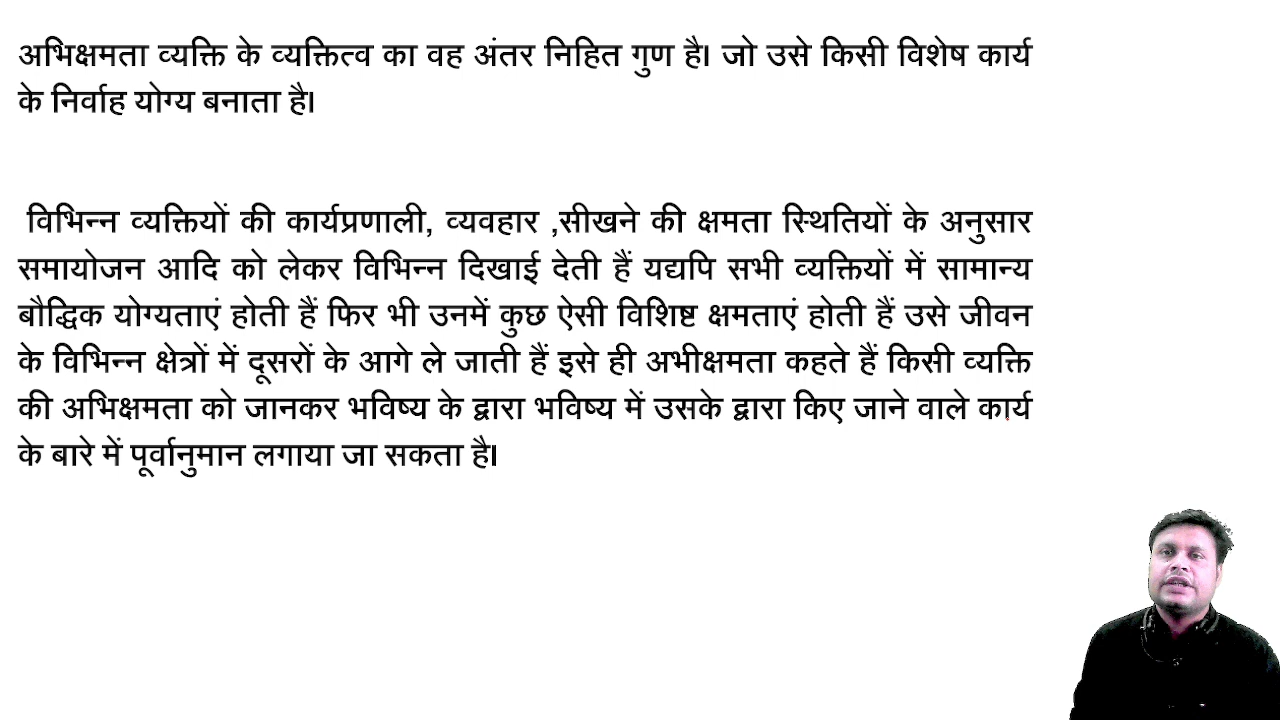 अभिक्षमता व्यक्ति के व्यक्तित्व का वह अंतर निहित गुण है। जो उसे किसी विशेष कार्य
के निर्वाह योग्य बनाता है।
विभिन्न व्यक्तियों की कार्यप्रणाली, व्यवहार ,सीखने की क्षमता स्थितियों के अनुसार
समायोजन आदि को लेकर विभिन्न दिखाई देती हैं यद्यपि सभी व्यक्तियों में सामान्य
बौद्धिक योग्यताएं होती हैं फिर भी उनमें कुछ ऐसी विशिष्ट क्षमताएं होती हैं उसे जीवन
के विभिन्न क्षेत्रों में दूसरों के आगे ले जाती हैं इसे ही अभीक्षमता कहते हैं किसी व्यक्ति
की अभिक्षमता को जानकर भविष्य के द्वारा भविष्य में उसके द्वारा किए जाने वाले कार्य
के बारे में पूर्वानुमान लगाया जा सकता है।